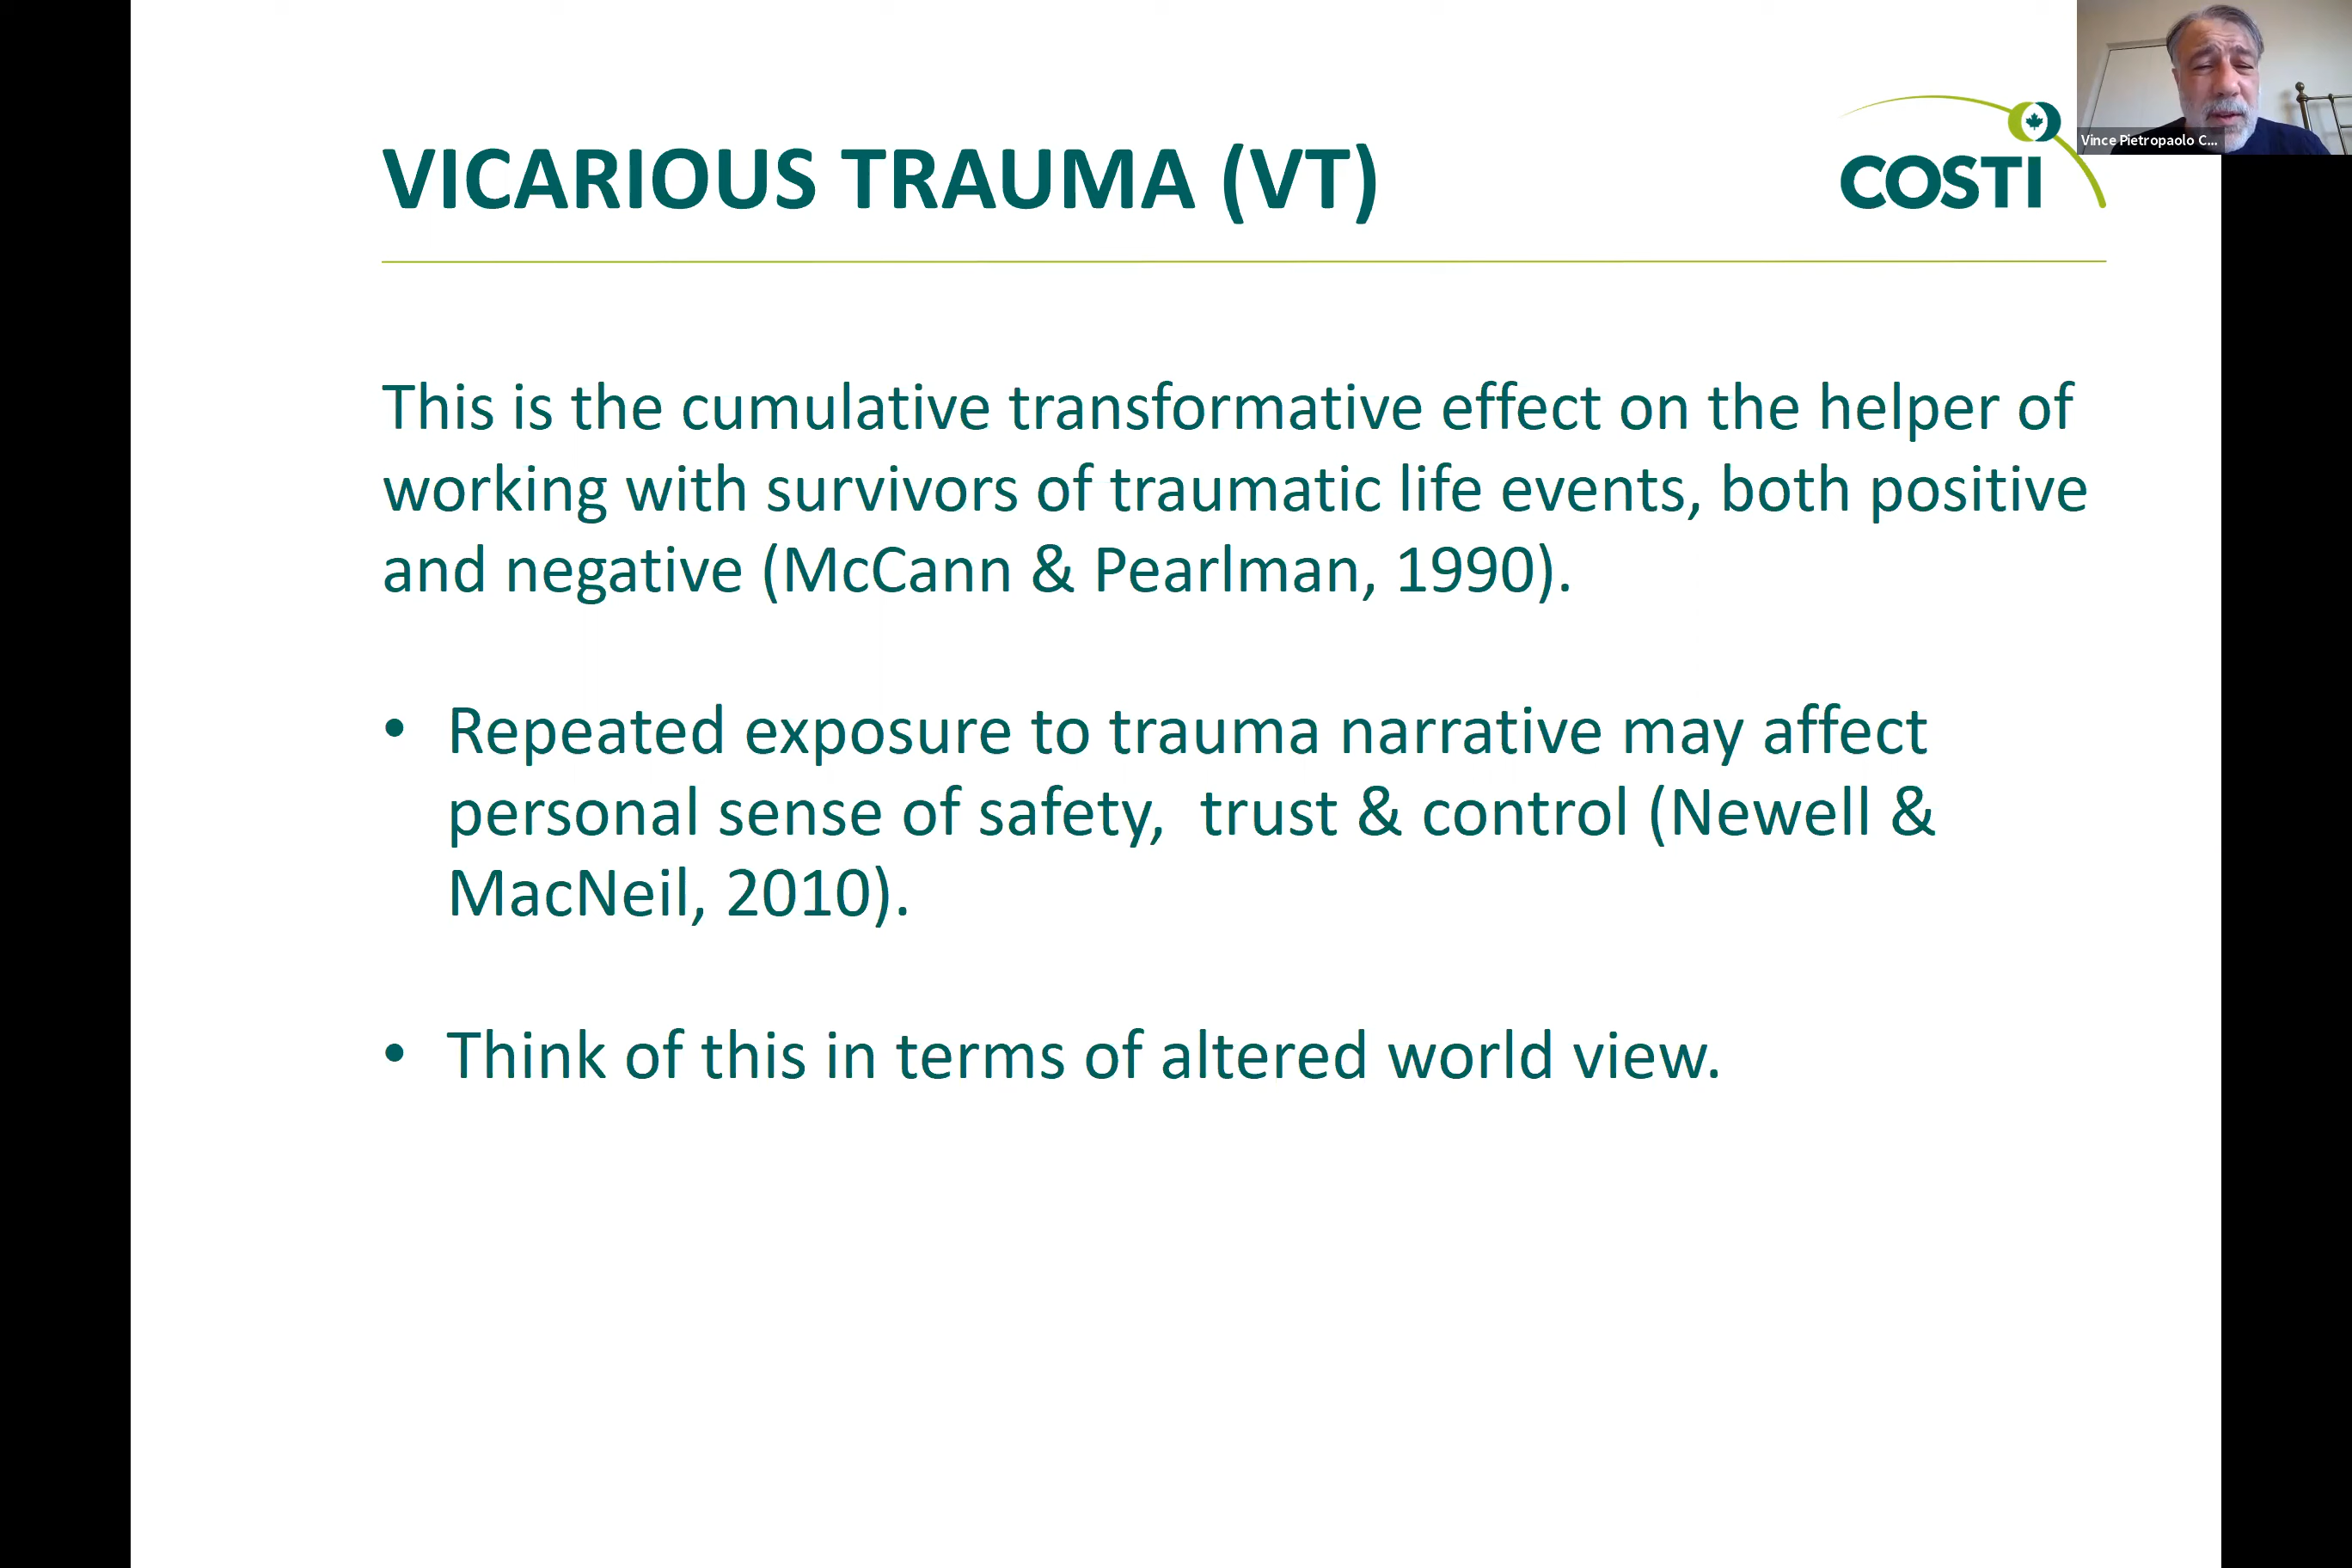 VICARIOUS TRAUMA (VT)
COSTI
Vince Pietropaolo C...
This is the cumulative transformative effect on the helper of
working with survivors of traumatic life events, both positive
and negative (McCann & Pearlman, 1990).
• Repeated exposure to trauma narrative may affect
personal sense of safety,  trust & control (Newell &
MacNeil, 2010).
• Think of this in terms of altered world view.